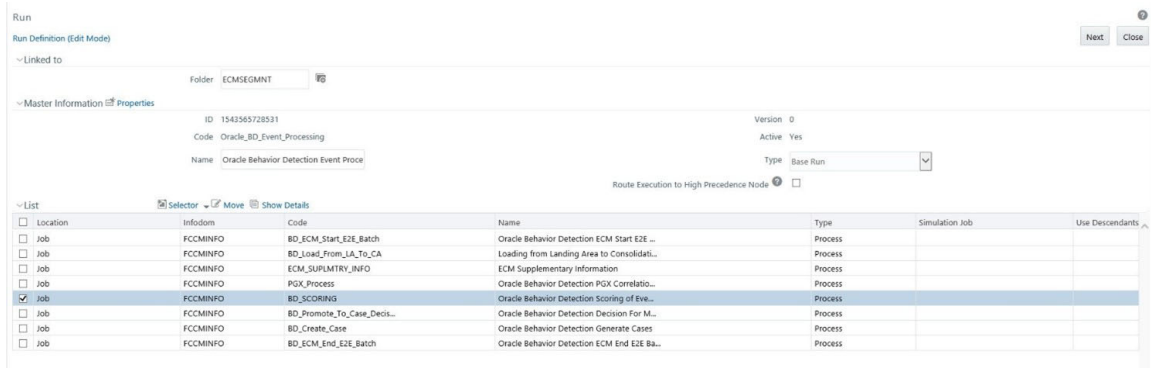 Run
Run Definition (Edit Mode)
Next Close
Linked to
Folder ECMSEGMNT
Master Information Properties
ID 1543565728531 Version 0
Code Oracle_BD_Event_Processing Active Yes
Name Oracle Behavior Detection Event Proce Type Base Run
Route Execution to High Precedence Node
List Selector Move Show Details
Location Infodom Code Name Type Simulation Job Use Descendants
Job FCCMINFO BD_ECM_Start_E2E_Batch Oracle Behavior Detection ECM Start E2E ... Process
Job FCCMINFO BD_Load_From_LA_To_CA Loading from Landing Area to Consolidati... Process
Job FCCMINFO ECM_SUPLMTRY_INFO ECM Supplementary Information Process
Job FCCMINFO PGX_Process Oracle Behavior Detection PGX Correlatio... Process
Job FCCMINFO BD_SCORING Oracle Behavior Detection Scoring of Eve... Process
Job FCCMINFO BD_Promote_To_Case_Decis... Oracle Behavior Detection Decision For M... Process
Job FCCMINFO BD_Create_Case Oracle Behavior Detection Generate Cases Process
Job FCCMINFO BD_ECM_End_E2E_Batch Oracle Behavior Detection ECM End E2E Ba... Process